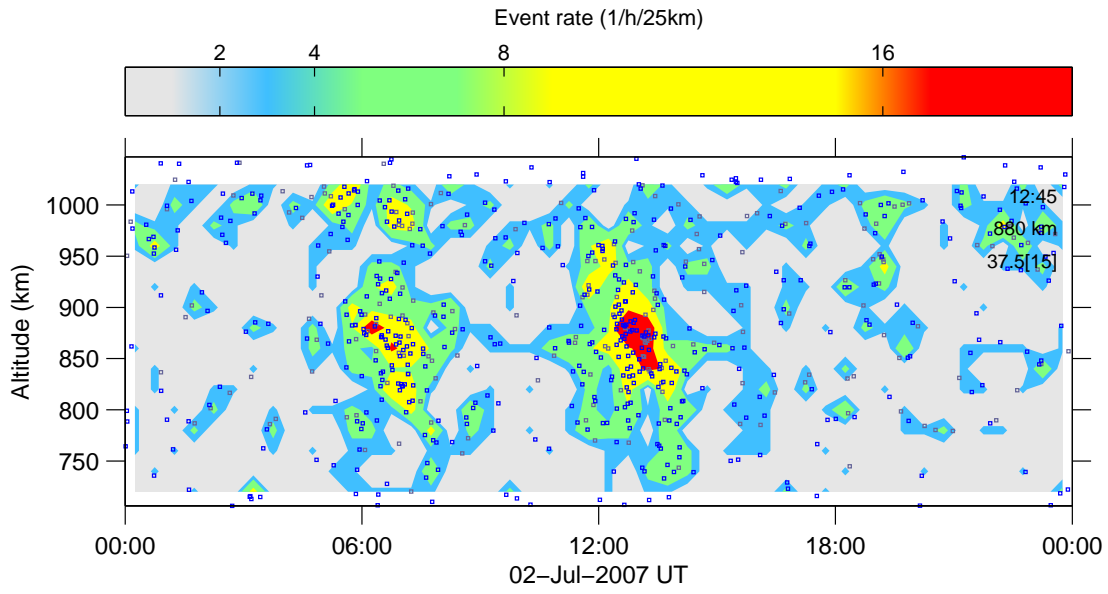 Event rate (1/h/25km)
2 4 8 16
12:45
880 km
37.5[15]
1000
950
900
850
800
750
Altitude (km)
00:00 06:00 12:00 18:00 00:00
02−Jul−2007 UT